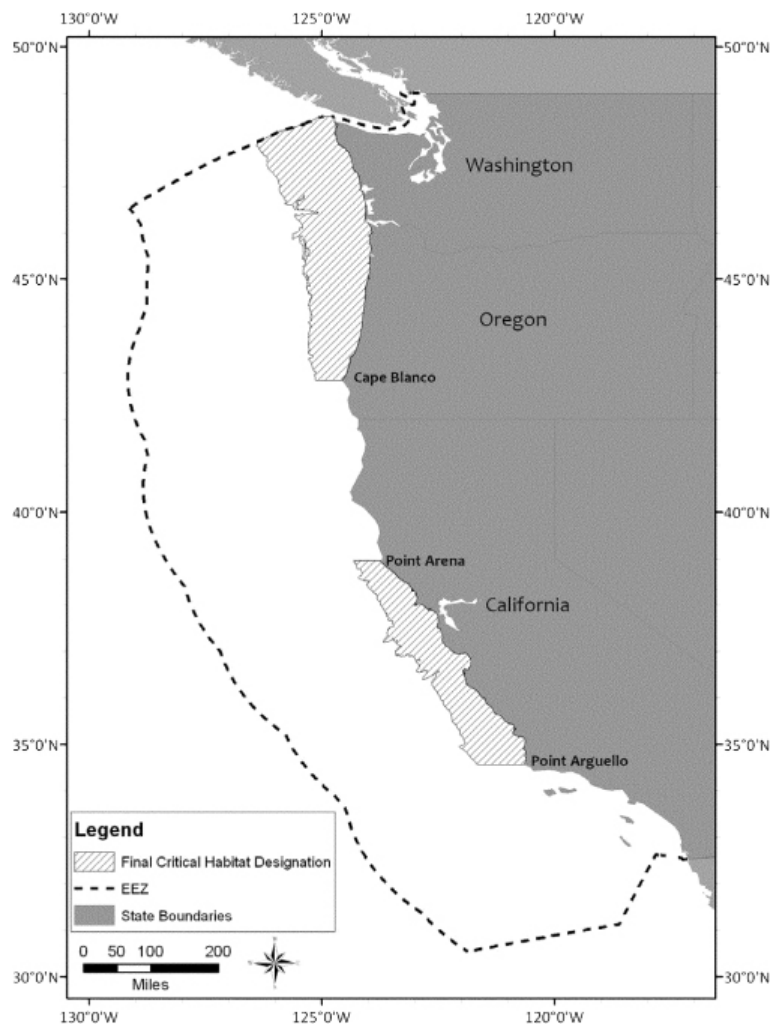 130°0'W 125°0'W 120°0'W
50°0'N 50°0'N
Washington
45°0'N 45°0'N
Oregon
Cape Blanco
40°0'N 40°0'N
Point Arena
California
35°0'N 35°0'N
Point Arguello
Legend
Final Critical Habitat Designation
EEZ
State Boundaries
0 50 100 200
Miles
30°0'N 30°0'N
130°0'W 125°0'W 120°0'W